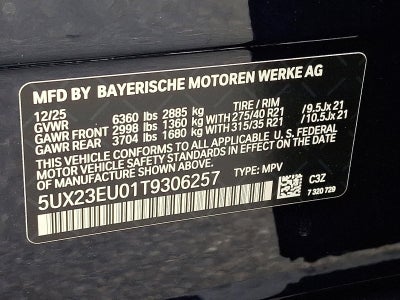 MFD BY BAYERISCHE MOTOREN WERKE AG
12/25 TIRE / RIM
GVWR 6360 lbs 2885 kg
GAWR FRONT 2998 lbs 1360 kg WITH 275/40 R21 /9.5Jx21
GAWR REAR 3704 lbs 1680 kg WITH 315/35 R21 /10.5Jx21
THIS VEHICLE CONFORMS TO ALL APPLICABLE U. S. FEDERAL
MOTOR VEHICLE SAFETY STANDARDS IN EFFECT ON THE
DATE OF MANUFACTURE SHOWN ABOVE.
5UX23EU01T9306257 TYPE: MPV
C3Z
7 320 729